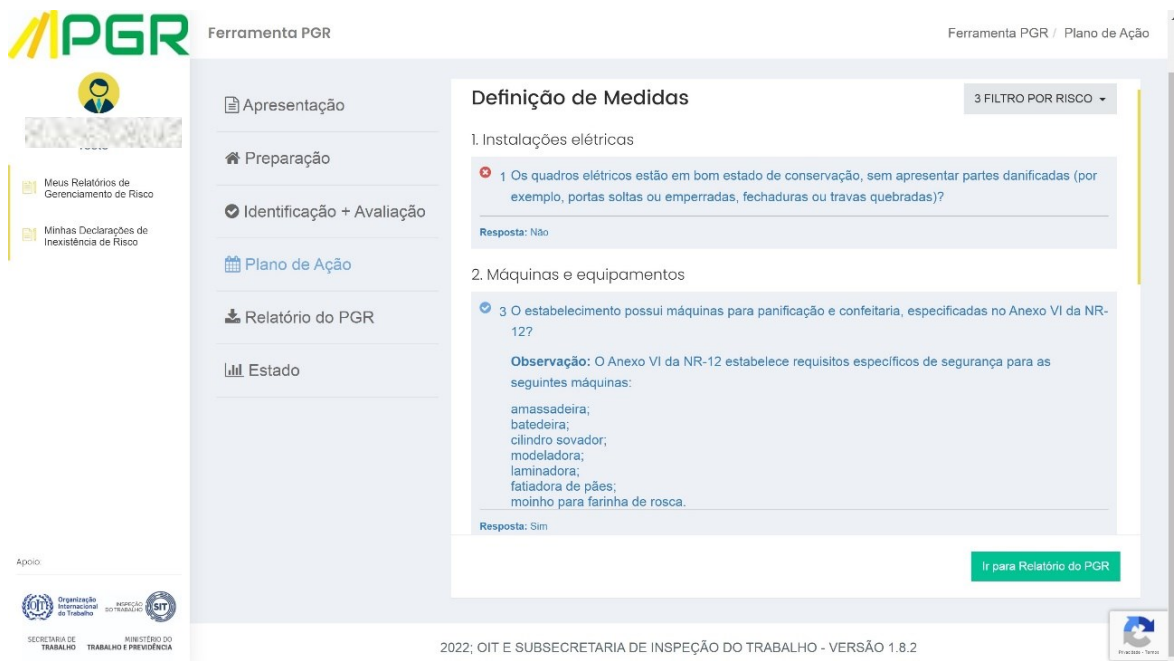 PGR
Ferramenta PGR
Ferramenta PGR / Plano de Ação
Meus Relatórios de
Gerenciamento de Risco
Minhas Declarações de
Inexistência de Risco
Apresentação
Preparação
Identificação + Avaliação
Plano de Ação
Relatório do PGR
Estado
Definição de Medidas
3 FILTRO POR RISCO
1. Instalações elétricas
1 Os quadros elétricos estão em bom estado de conservação, sem apresentar partes danificadas (por
exemplo, portas soltas ou emperradas, fechaduras ou travas quebradas)?
Resposta: Não
2. Máquinas e equipamentos
3 O estabelecimento possui máquinas para panificação e confeitaria, especificadas no Anexo VI da NR-
12?
Observação: O Anexo VI da NR-12 estabelece requisitos específicos de segurança para as
seguintes máquinas:
amassadeira;
batedeira;
cilindro sovador;
modeladora;
laminadora;
fatiadora de pães;
moinho para farinha de rosca.
Resposta: Sim
Ir para Relatório do PGR
Apoio:
Organização
Internacional
do Trabalho
INSPEÇÃO
DO TRABALHO
SIT
SECRETARIA DE
TRABALHO
MINISTÉRIO DO
TRABALHO E PREVIDÊNCIA
2022; OIT E SUBSECRETARIA DE INSPEÇÃO DO TRABALHO - VERSÃO 1.8.2
Privacidade - Termos